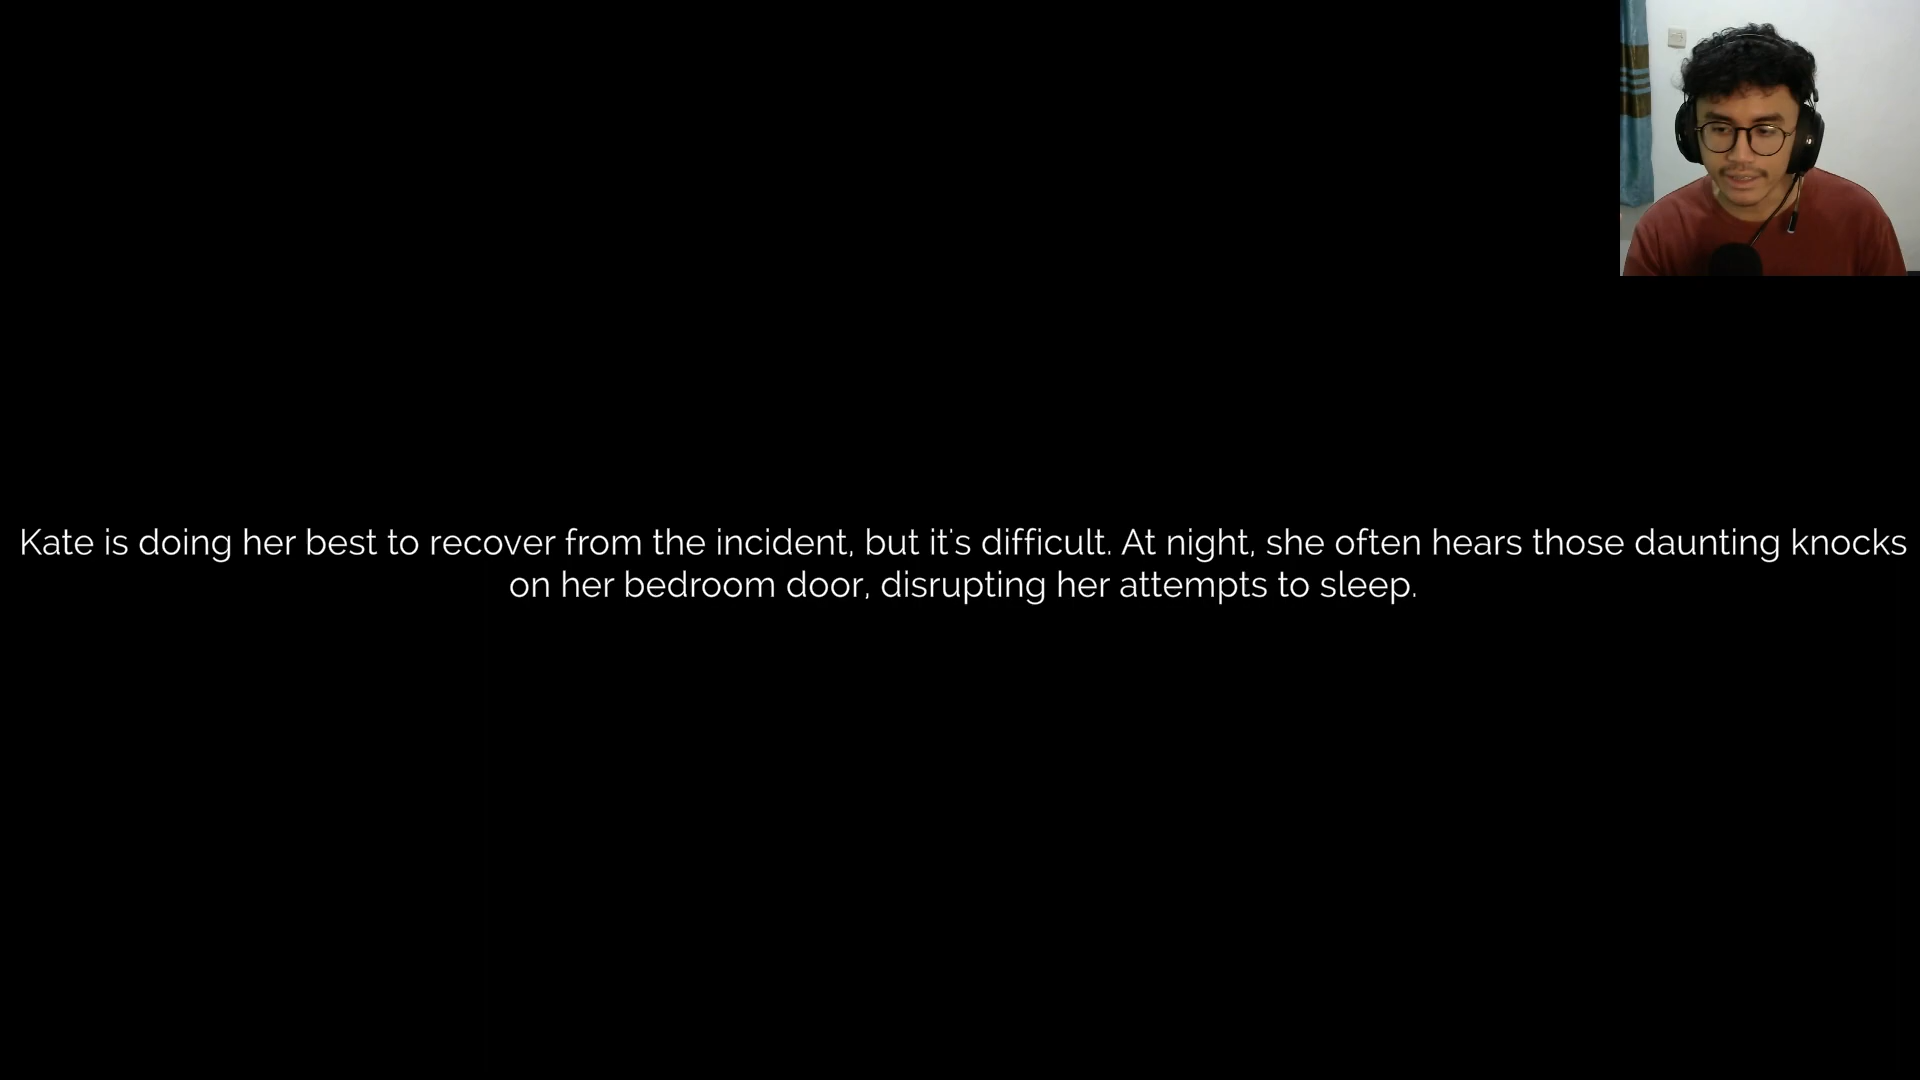 Kate is doing her best to recover from the incident, but it's difficult. At night, she often hears those daunting knocks
on her bedroom door, disrupting her attempts to sleep.